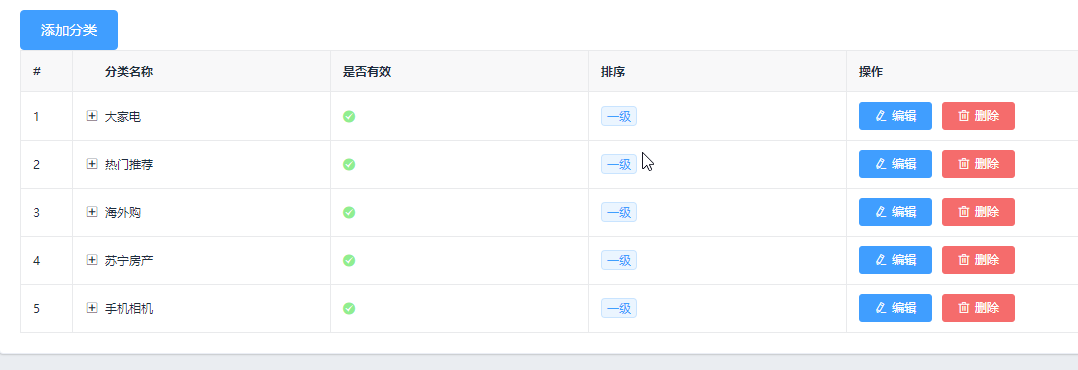 添加分类
# 分类名称 是否有效 排序 操作
1 大家电 一级 编辑 删除
2 热门推荐 一级 编辑 删除
3 海外购 一级 编辑 删除
4 苏宁房产 一级 编辑 删除
5 手机相机 一级 编辑 删除